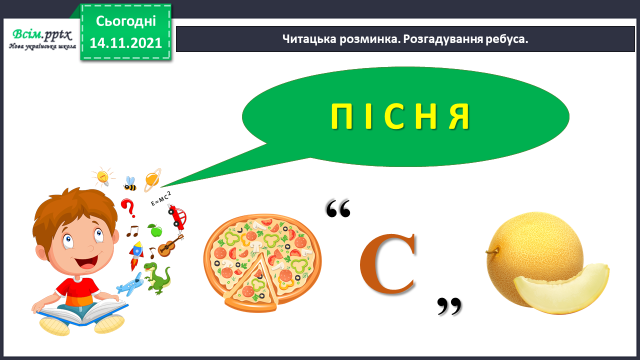 Всім.pptx
Нова українська школа
Сьогодні
14.11.2021
Читацька розминка. Розгадування ребуса.
ПІСНЯ
E=MC²
?
“ С ”